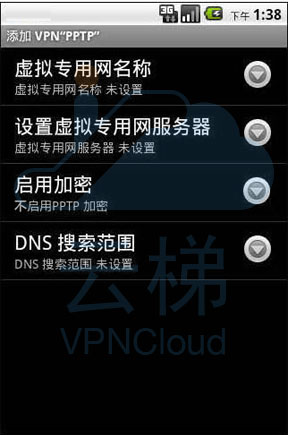 3G
下午 1:38
添加 VPN“PPTP”
虚拟专用网名称
虚拟专用网名称 未设置
设置虚拟专用网服务器
虚拟专用网服务器 未设置
启用加密
不启用PPTP 加密
DNS 搜索范围
DNS 搜索范围 未设置
云梯
VPNCloud